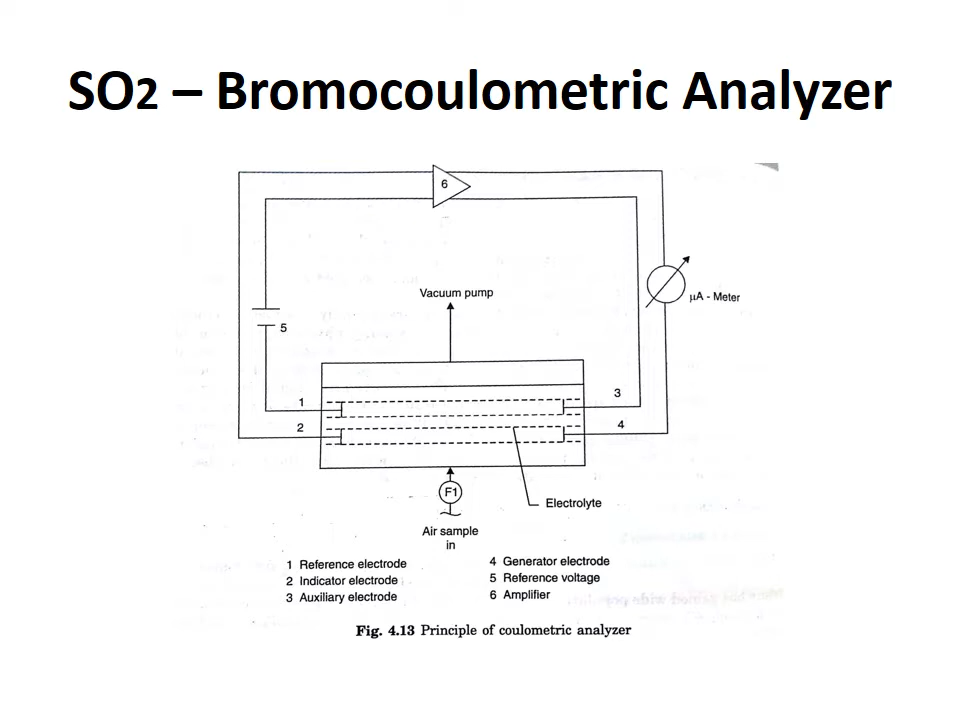 SO2 – Bromocoulometric Analyzer
6
Vacuum pump
μA - Meter
5
1
3
2
4
F1
Electrolyte
Air sample
in
1 Reference electrode
2 Indicator electrode
3 Auxiliary electrode
4 Generator electrode
5 Reference voltage
6 Amplifier
Fig. 4.13 Principle of coulometric analyzer